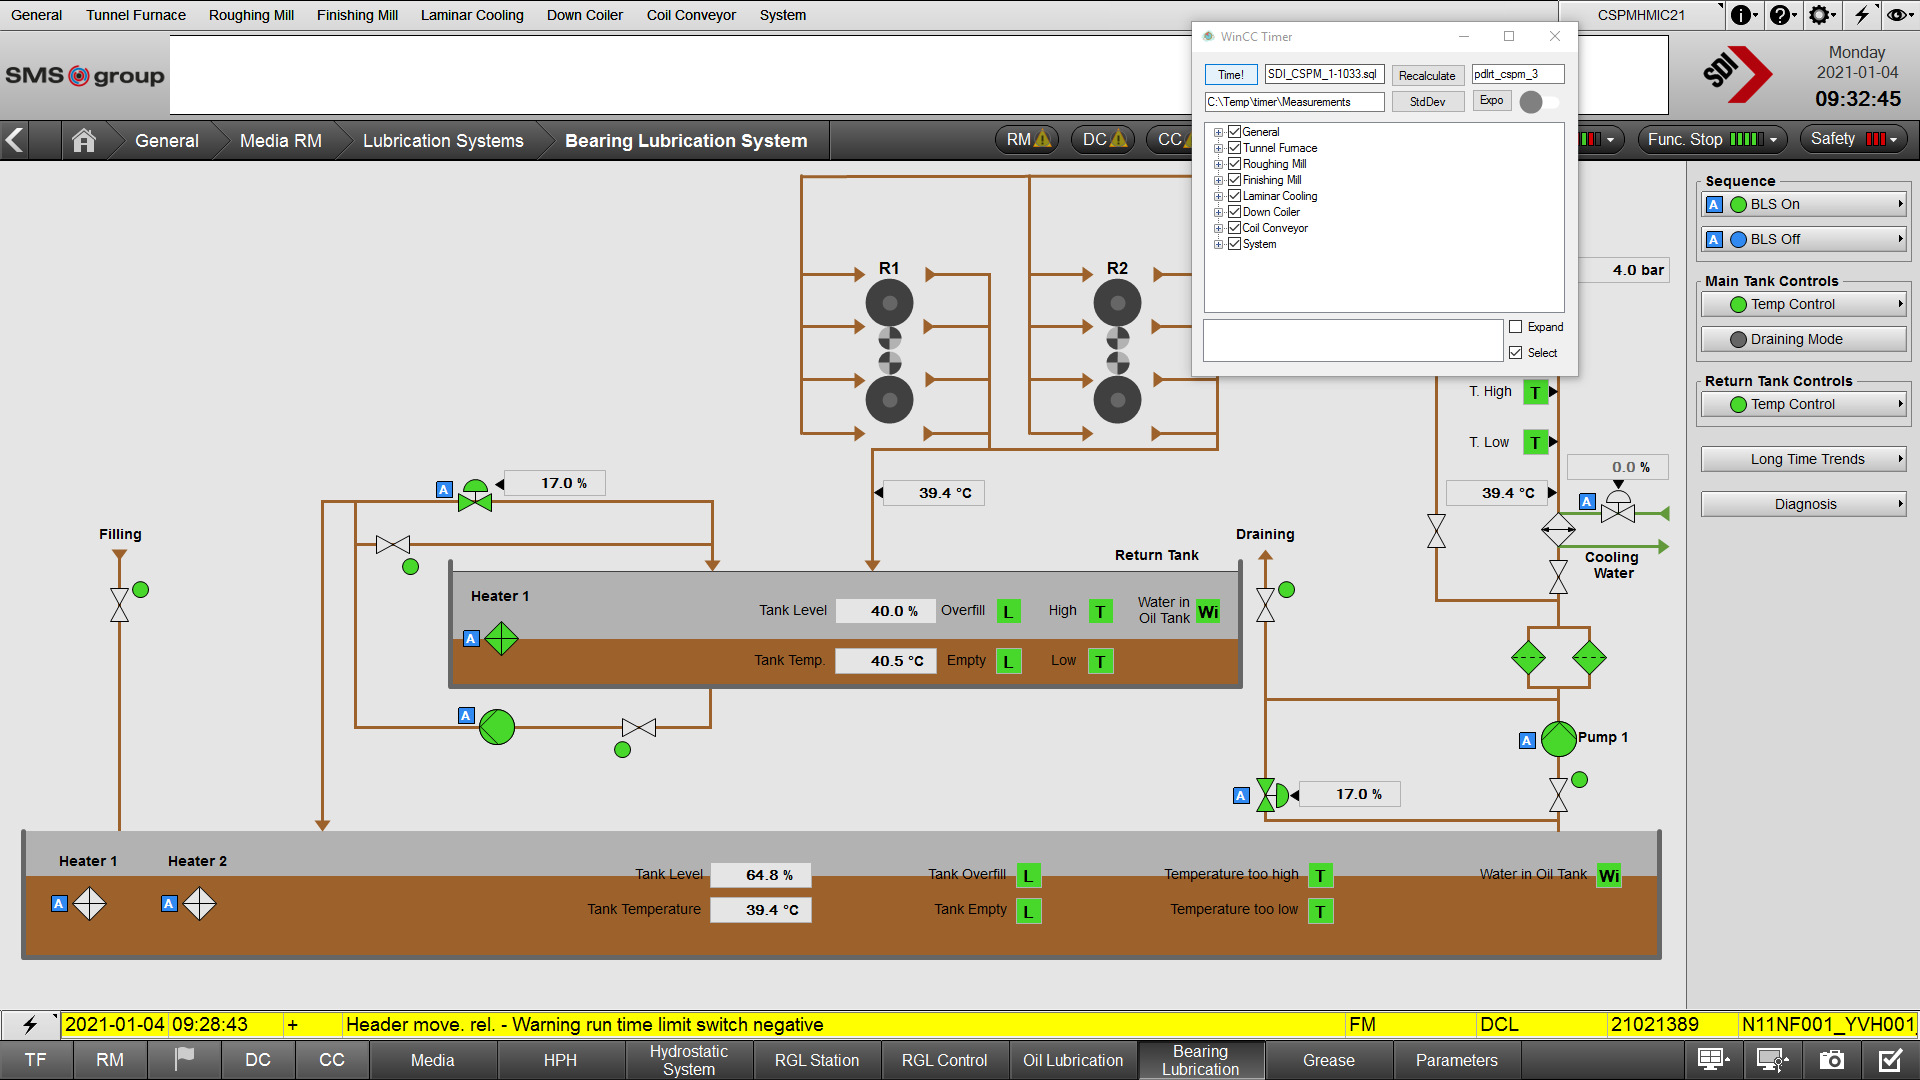 General Tunnel Furnace Roughing Mill Finishing Mill Laminar Cooling Down Coiler Coil Conveyor System CSPMHMIC21
SMS group
SDI
Monday
2021-01-04
09:32:45
WinCC Timer
Time! SDI_CSPM_1-1033.sql Recalculate pdlrt_cspm_3
C:\Temp\timer\Measurements StdDev Expo
General
Tunnel Furnace
Roughing Mill
Finishing Mill
Laminar Cooling
Down Coiler
Coil Conveyor
System
Expand
Select
General Media RM Lubrication Systems Bearing Lubrication System RM DC CC Func. Stop Safety
Sequence
A BLS On
A BLS Off
Main Tank Controls
Temp Control
Draining Mode
Return Tank Controls
Temp Control
Long Time Trends
Diagnosis
R1 R2 4.0 bar
T. High T
T. Low T
0.0 %
A 17.0 % 39.4 °C 39.4 °C A
Filling Draining
Cooling
Water
Return Tank
Heater 1
A
Tank Level 40.0 % Overfill L High T Water in
Oil Tank Wi
Tank Temp. 40.5 °C Empty L Low T
A
A Pump 1
A 17.0 %
Heater 1 Heater 2
A A
Tank Level 64.8 % Tank Overfill L Temperature too high T Water in Oil Tank Wi
Tank Temperature 39.4 °C Tank Empty L Temperature too low T
2021-01-04 09:28:43 + Header move. rel. - Warning run time limit switch negative FM DCL 21021389 N11NF001_YVH001
TF RM DC CC Media HPH Hydrostatic
System RGL Station RGL Control Oil Lubrication Bearing
Lubrication Grease Parameters